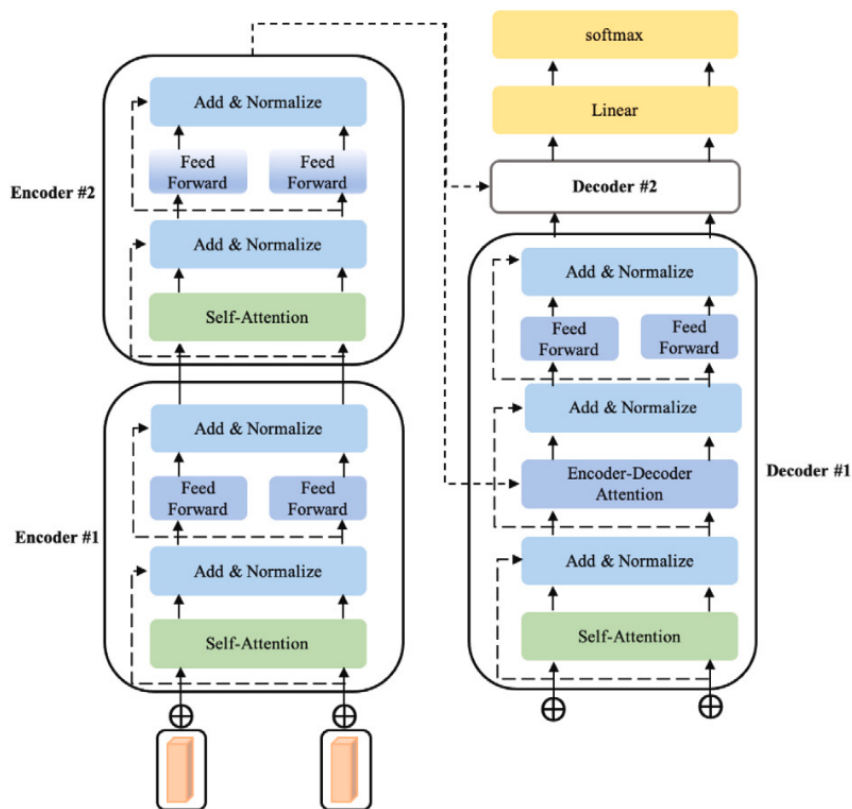 Add & Normalize
Feed
Forward
Feed
Forward
Encoder #2
Add & Normalize
Self-Attention
Add & Normalize
Feed
Forward
Feed
Forward
Encoder #1
Add & Normalize
Self-Attention
softmax
Linear
Decoder #2
Add & Normalize
Feed
Forward
Feed
Forward
Add & Normalize
Encoder-Decoder
Attention
Decoder #1
Add & Normalize
Self-Attention